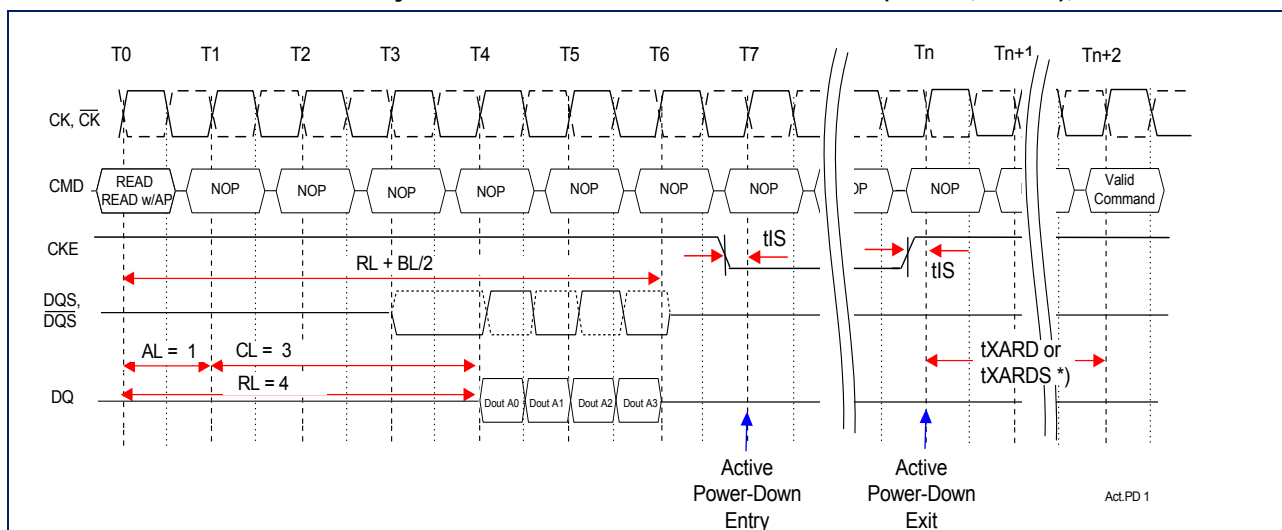 T0 T1 T2 T3 T4 T5 T6 T7 Tn Tn+1 Tn+2
CK, CK
CMD
READ
READ w/AP
NOP NOP NOP NOP NOP NOP NOP OP NOP
Valid
Command
CKE
tIS
tIS
RL + BL/2
DQS,
DQS
AL = 1 CL = 3
tXARD or
tXARDS *)
RL = 4
DQ
Dout A0 Dout A1 Dout A2 Dout A3
Active
Power-Down
Entry
Active
Power-Down
Exit
Act.PD 1